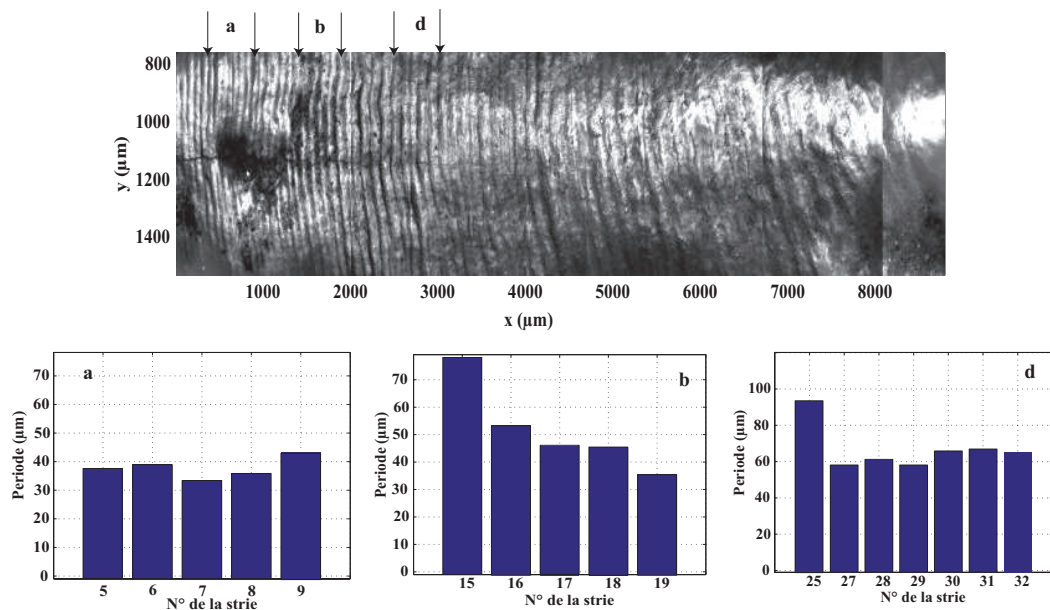 a b d
800
1000
1200
1400
y (µm)
1000 2000 3000 4000 5000 6000 7000 8000
x (µm)
a
70
60
50
40
30
20
10
0
Periode (µm)
5 6 7 8 9
N° de la strie
b
70
60
50
40
30
20
10
0
Periode (µm)
15 16 17 18 19
N° de la strie
d
100
80
60
40
20
0
Periode (µm)
25 27 28 29 30 31 32
N° de la strie